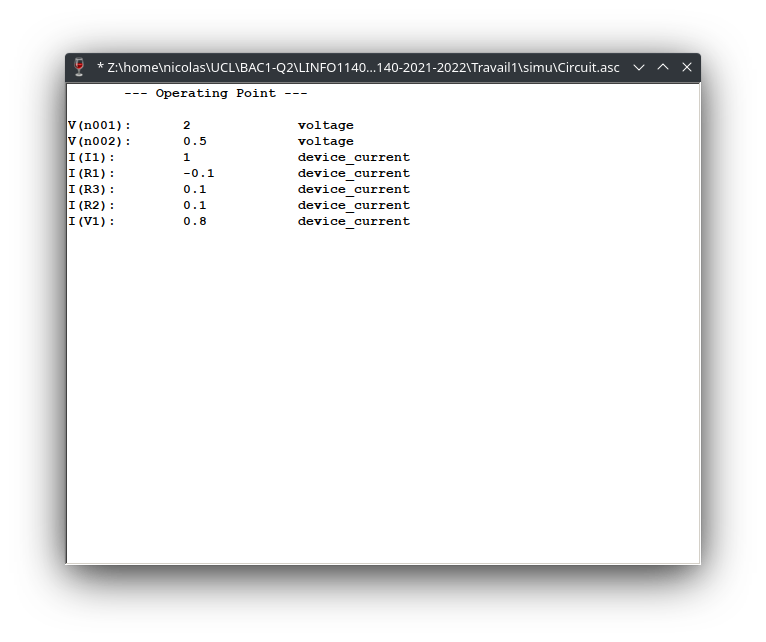 * Z:\home\nicolas\UCL\BAC1-Q2\LINFO1140...140-2021-2022\Travail1\simu\Circuit.asc
--- Operating Point ---
V(n001): 2 voltage
V(n002): 0.5 voltage
I(I1): 1 device_current
I(R1): -0.1 device_current
I(R3): 0.1 device_current
I(R2): 0.1 device_current
I(V1): 0.8 device_current